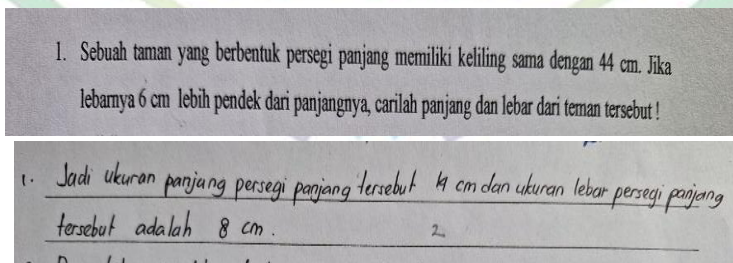 1. Sebuah taman yang berbentuk persegi panjang memiliki keliling sama dengan 44 cm. Jika
lebarnya 6 cm lebih pendek dari panjangnya, carilah panjang dan lebar dari teman tersebut !
1. Jadi ukuran panjang persegi panjang tersebut 14 cm dan ukuran lebar persegi panjang
tersebut adalah 8 cm.
2